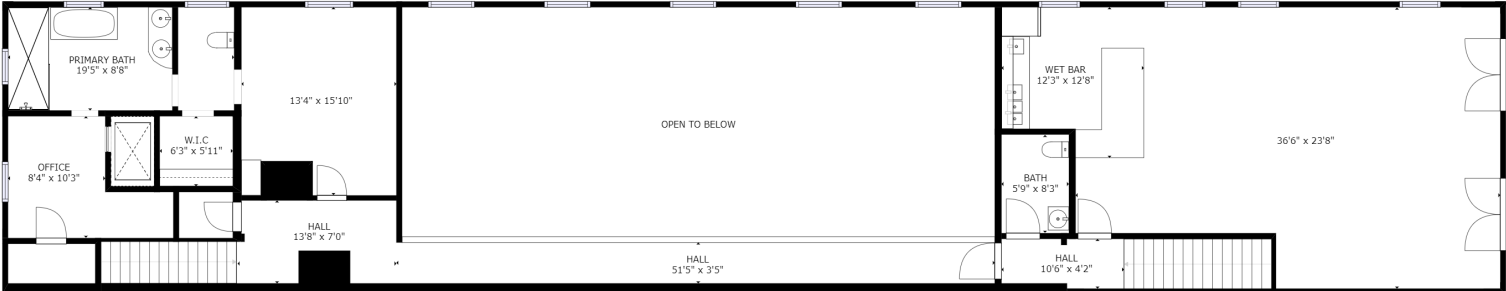 PRIMARY BATH
19'5" x 8'8"
13'4" x 15'10"
W.I.C
6'3" x 5'11"
OFFICE
8'4" x 10'3"
HALL
13'8" x 7'0"
OPEN TO BELOW
HALL
51'5" x 3'5"
WET BAR
12'3" x 12'8"
36'6" x 23'8"
BATH
5'9" x 8'3"
HALL
10'6" x 4'2"